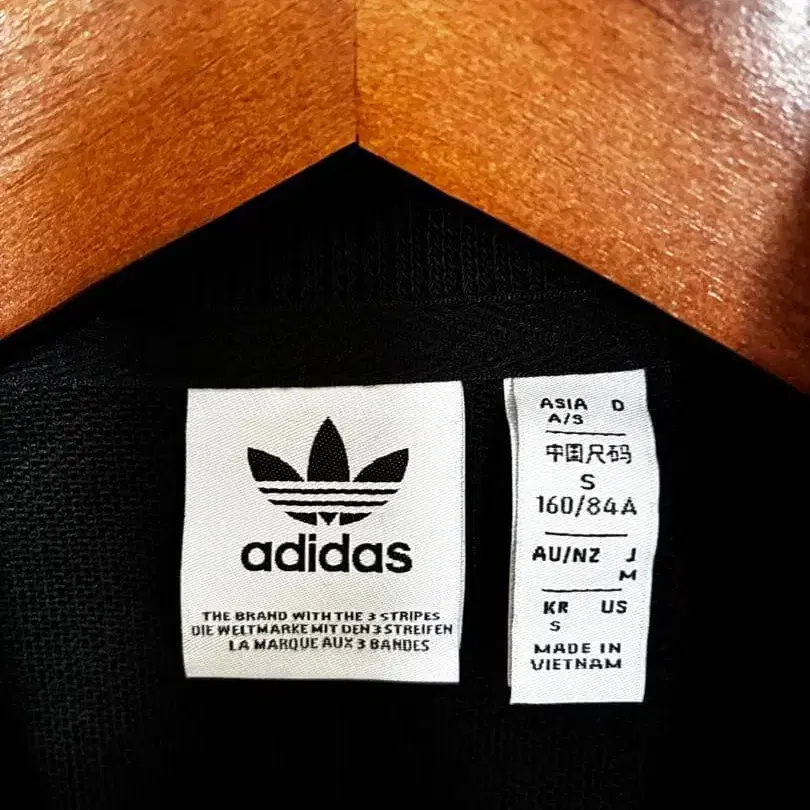 adidas
THE BRAND WITH THE 3 STRIPES
DIE WELTMARKE MIT DEN 3 STREIFEN
LA MARQUE AUX 3 BANDES
ASIA D
A/S
中国尺码
S
160/84A
AU/NZ J
M
KR US
S
MADE IN
VIETNAM